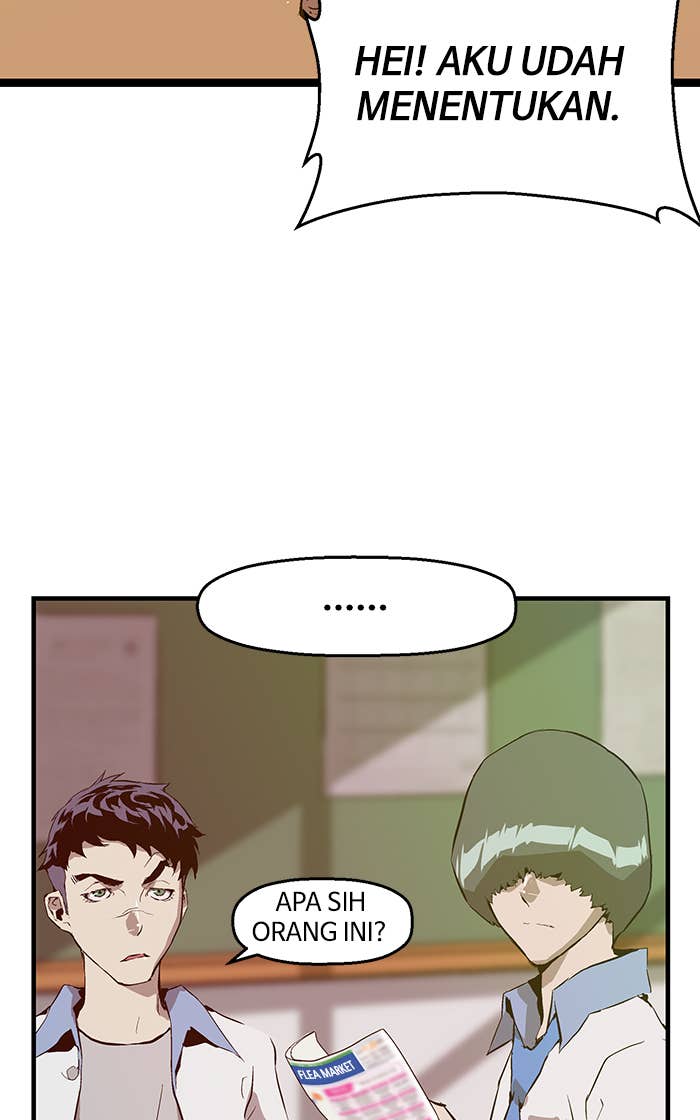 HEI! AKU UDAH
MENENTUKAN.
......
APA SIH
ORANG INI?
FLEA MARKET